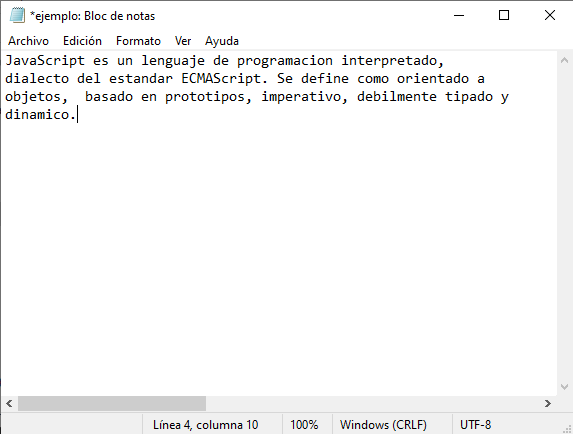 *ejemplo: Bloc de notas
Archivo Edición Formato Ver Ayuda
JavaScript es un lenguaje de programacion interpretado,
dialecto del estandar ECMAScript. Se define como orientado a
objetos,  basado en prototipos, imperativo, debilmente tipado y
dinamico.
Línea 4, columna 10 100% Windows (CRLF) UTF-8